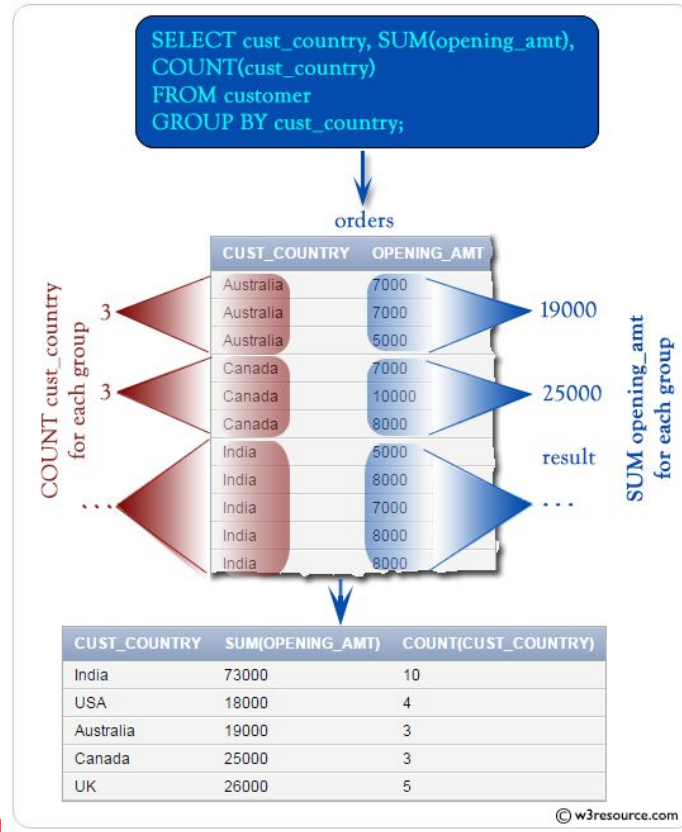 SELECT cust_country, SUM(opening_amt),
COUNT(cust_country)
FROM customer
GROUP BY cust_country;
orders
CUST_COUNTRY OPENING_AMT
Australia 7000
Australia 7000
Australia 5000
Canada 7000
Canada 10000
Canada 8000
India 5000
India 8000
India 7000
India 8000
India 8000
COUNT cust_country
for each group
3
3
. . .
19000
25000
result
. . .
SUM opening_amt
for each group
CUST_COUNTRY SUM(OPENING_AMT) COUNT(CUST_COUNTRY)
India 73000 10
USA 18000 4
Australia 19000 3
Canada 25000 3
UK 26000 5
© w3resource.com